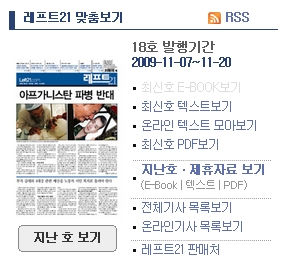 레프트21 맞춤보기
RSS
18호 발행기간
2009-11-07~11-20
Left21.com
레프트21
아프가니스탄 파병 반대
최신호 E-BOOK보기
최신호 텍스트보기
온라인 텍스트 모아보기
최신호 PDF보기
지난호·제휴자료 보기
(E-Book | 텍스트 | PDF)
전체기사 목록보기
온라인기사 목록보기
레프트21 판매처
지난 호 보기